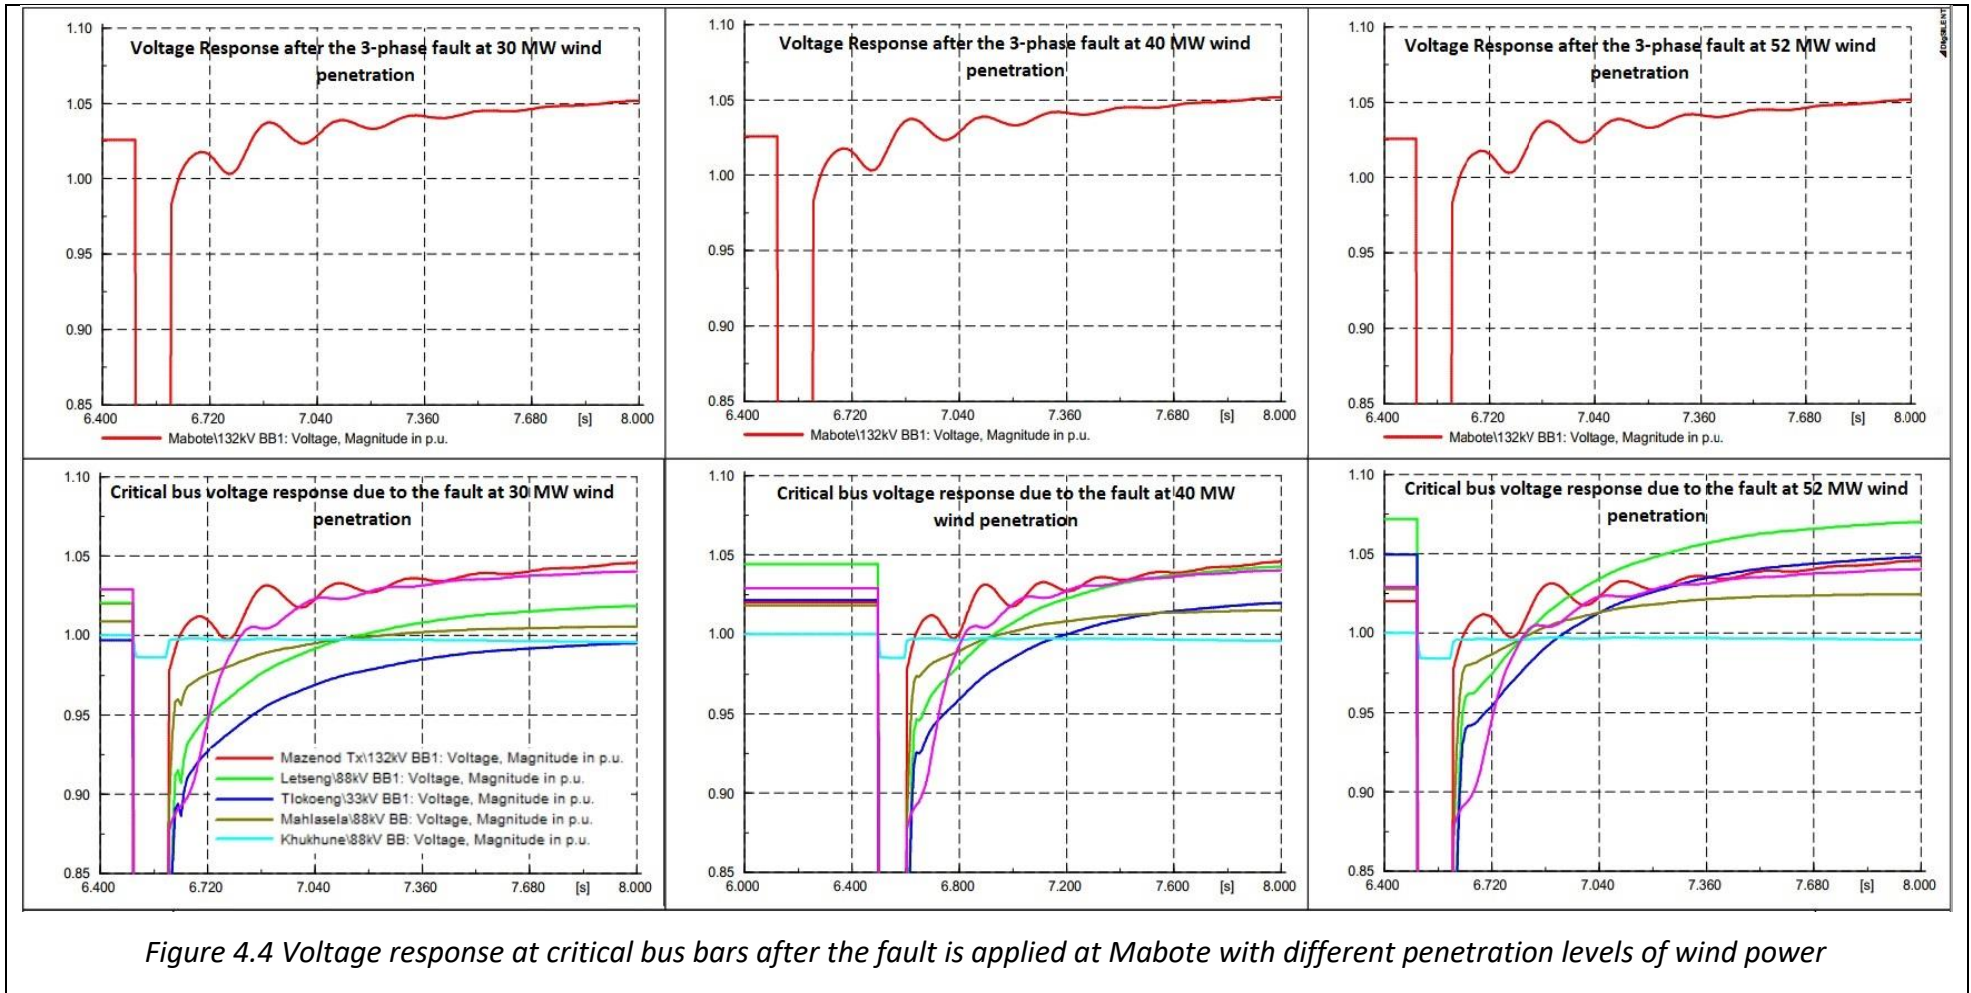 Voltage Response after the 3-phase fault at 30 MW wind
penetration
1.10
1.05
1.00
0.95
0.90
0.85
6.400 6.720 7.040 7.360 7.680 [s] 8.000
Mabote\132kV BB1: Voltage, Magnitude in p.u.
Voltage Response after the 3-phase fault at 40 MW wind
penetration
1.10
1.05
1.00
0.95
0.90
0.85
6.400 6.720 7.040 7.360 7.680 [s] 8.000
Mabote\132kV BB1: Voltage, Magnitude in p.u.
Voltage Response after the 3-phase fault at 52 MW wind
penetration
1.10
1.05
1.00
0.95
0.90
0.85
6.400 6.720 7.040 7.360 7.680 [s] 8.000
Mabote\132kV BB1: Voltage, Magnitude in p.u.
DIgSILENT
Critical bus voltage response due to the fault at 30 MW wind
penetration
1.10
1.05
1.00
0.95
0.90
0.85
Mazenod Tx\132kV BB1: Voltage, Magnitude in p.u.
Letseng\88kV BB1: Voltage, Magnitude in p.u.
Tlokoeng\33kV BB1: Voltage, Magnitude in p.u.
Mahlasela\88kV BB: Voltage, Magnitude in p.u.
Khukhune\88kV BB: Voltage, Magnitude in p.u.
6.400 6.720 7.040 7.360 7.680 [s] 8.000
Critical bus voltage response due to the fault at 40 MW
wind penetration
1.10
1.05
1.00
0.95
0.90
0.85
6.000 6.400 6.800 7.200 7.600 [s] 8.000
Critical bus voltage response due to the fault at 52 MW wind
penetration
1.10
1.05
1.00
0.95
0.90
0.85
6.400 6.720 7.040 7.360 7.680 [s] 8.000
Figure 4.4 Voltage response at critical bus bars after the fault is applied at Mabote with different penetration levels of wind power